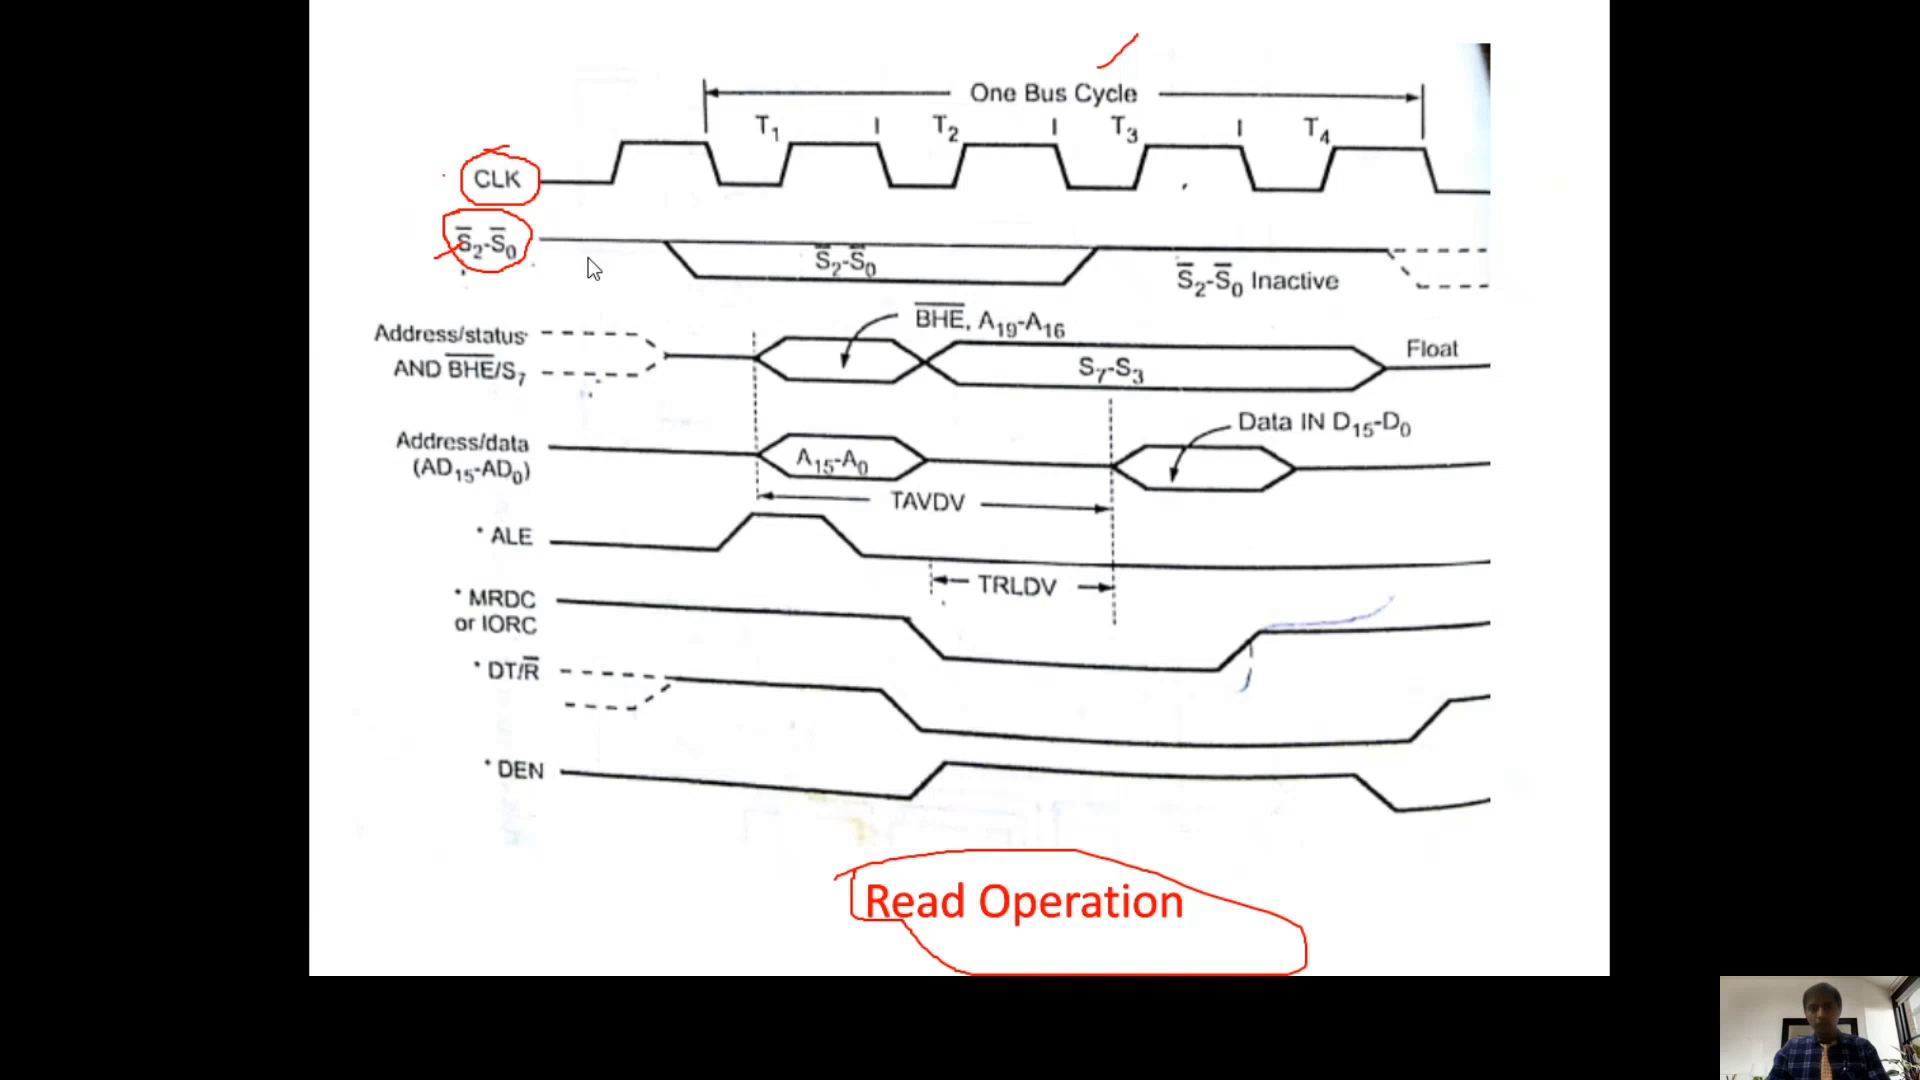 One Bus Cycle
T₁ T₂ T₃ T₄
CLK
S̅₂-S̅₀
S̅₂-S̅₀
S̅₂-S̅₀ Inactive
BHE̅, A₁₉-A₁₆
Address/status
AND B̅H̅E̅/S₇
S₇-S₃
Float
Data IN D₁₅-D₀
Address/data
(AD₁₅-AD₀)
A₁₅-A₀
TAVDV
* ALE
TRLDV
* MRDC
or IORC
* DT/R̅
* DEN
Read Operation